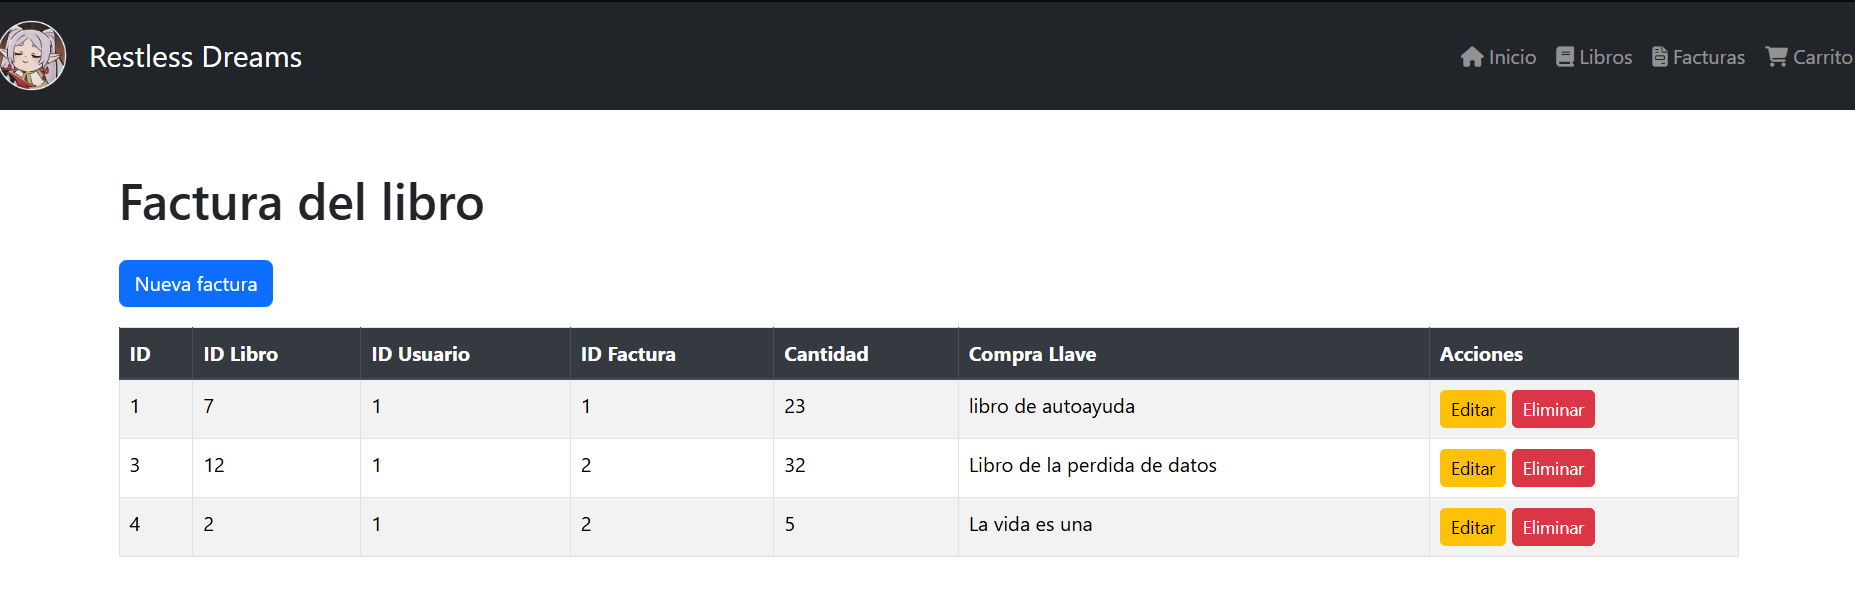 Restless Dreams Inicio Libros Facturas Carrito
Factura del libro
Nueva factura
ID ID Libro ID Usuario ID Factura Cantidad Compra Llave Acciones
1 7 1 1 23 libro de autoayuda Editar Eliminar
3 12 1 2 32 Libro de la perdida de datos Editar Eliminar
4 2 1 2 5 La vida es una Editar Eliminar